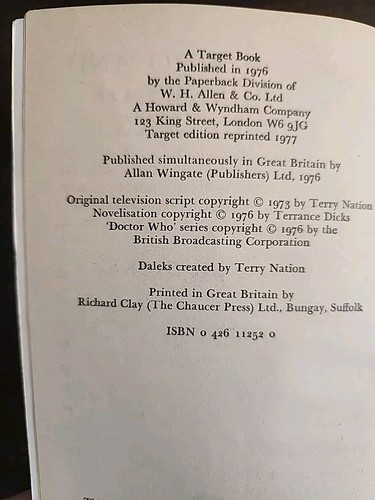 A Target Book
Published in 1976
by the Paperback Division of
W. H. Allen & Co. Ltd
A Howard & Wyndham Company
123 King Street, London W6 9JG
Target edition reprinted 1977
Published simultaneously in Great Britain by
Allan Wingate (Publishers) Ltd, 1976
Original television script copyright © 1973 by Terry Nation
Novelisation copyright © 1976 by Terrance Dicks
'Doctor Who' series copyright © 1976 by the
British Broadcasting Corporation
Daleks created by Terry Nation
Printed in Great Britain by
Richard Clay (The Chaucer Press) Ltd., Bungay, Suffolk
ISBN 0 426 11252 0